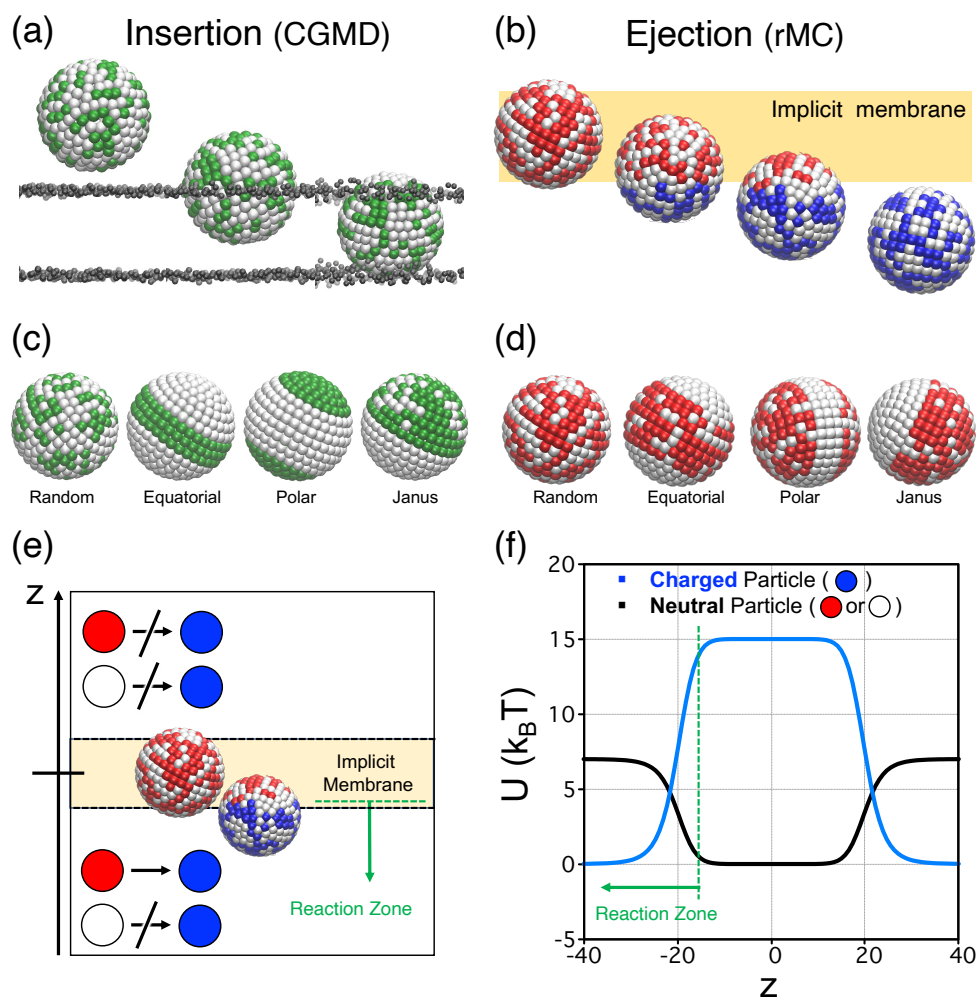 (a) Insertion (CGMD)
(b) Ejection (rMC)
Implicit membrane
(c)
Random Equatorial Polar Janus
(d)
Random Equatorial Polar Janus
(e)
z
Implicit
Membrane
Reaction Zone
(f)
Charged Particle ( )
Neutral Particle ( or )
U (kBT)
20
15
10
5
0
-5
Reaction Zone
-40 -20 0 20 40
z